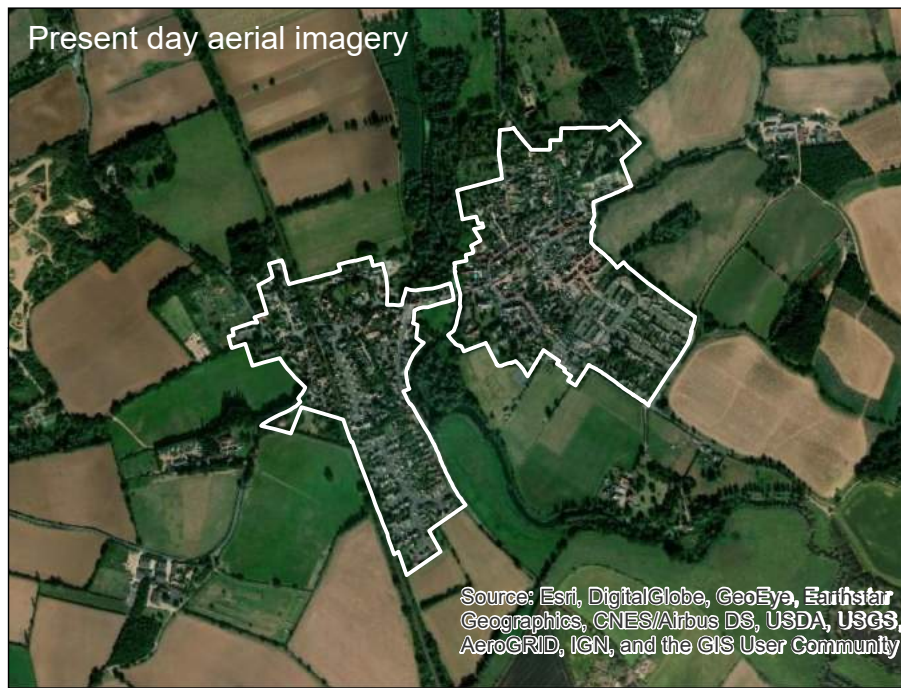 Present day aerial imagery
Source: Esri, DigitalGlobe, GeoEye, Earthstar
Geographics, CNES/Airbus DS, USDA, USGS,
AeroGRID, IGN, and the GIS User Community